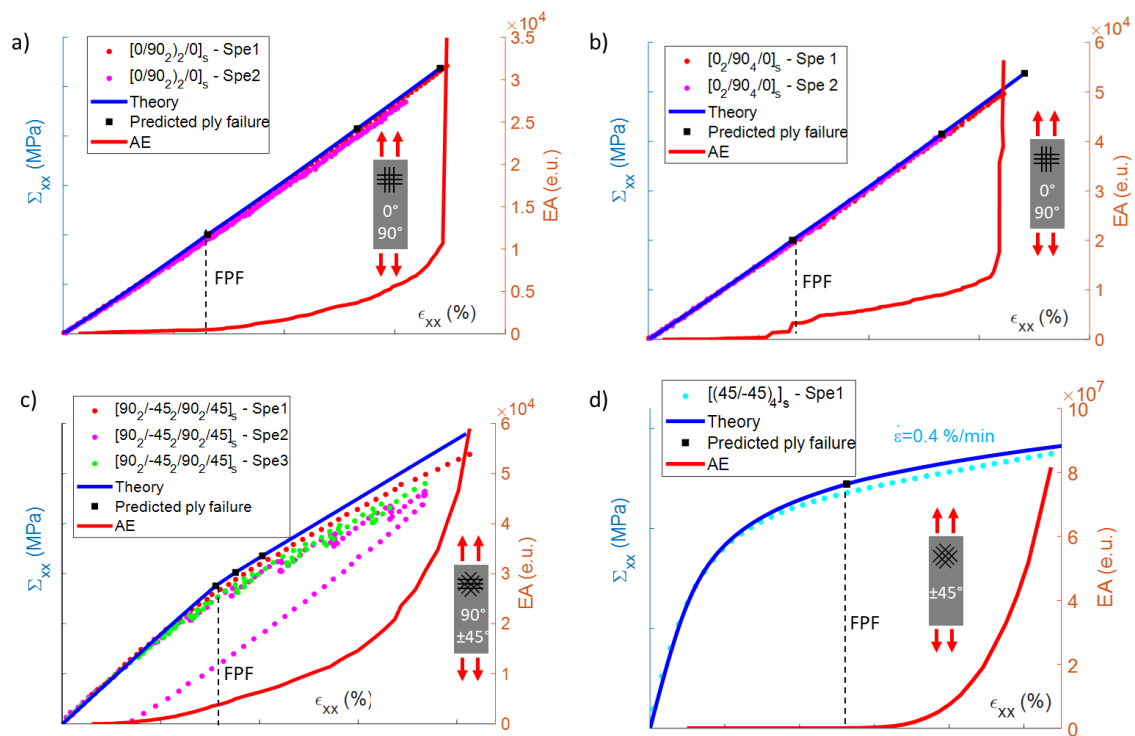 a)
[0/90₂)₂/0]ₛ - Spe1
[0/90₂)₂/0]ₛ - Spe2
Theory
Predicted ply failure
AE
Σxx (MPa)
0°
90°
FPF
ϵxx (%)
×10⁴
3.5
3
2.5
2
1.5
1
0.5
0
EA (e.u.)
b)
[0₂/90₄/0]ₛ - Spe 1
[0₂/90₄/0]ₛ - Spe 2
Theory
Predicted ply failure
AE
Σxx (MPa)
0°
90°
FPF
ϵxx (%)
×10⁴
6
5
4
3
2
1
0
EA (e.u.)
c)
[90₂/-45₂/90₂/45]ₛ - Spe1
[90₂/-45₂/90₂/45]ₛ - Spe2
[90₂/-45₂/90₂/45]ₛ - Spe3
Theory
Predicted ply failure
AE
Σxx (MPa)
90°
±45°
FPF
ϵxx (%)
×10⁴
6
5
4
3
2
1
0
EA (e.u.)
d)
[(45/-45)₄]ₛ - Spe1
Theory
Predicted ply failure
AE
ε̇=0.4 %/min
Σxx (MPa)
±45°
FPF
ϵxx (%)
×10⁷
10
8
6
4
2
0
EA (e.u.)